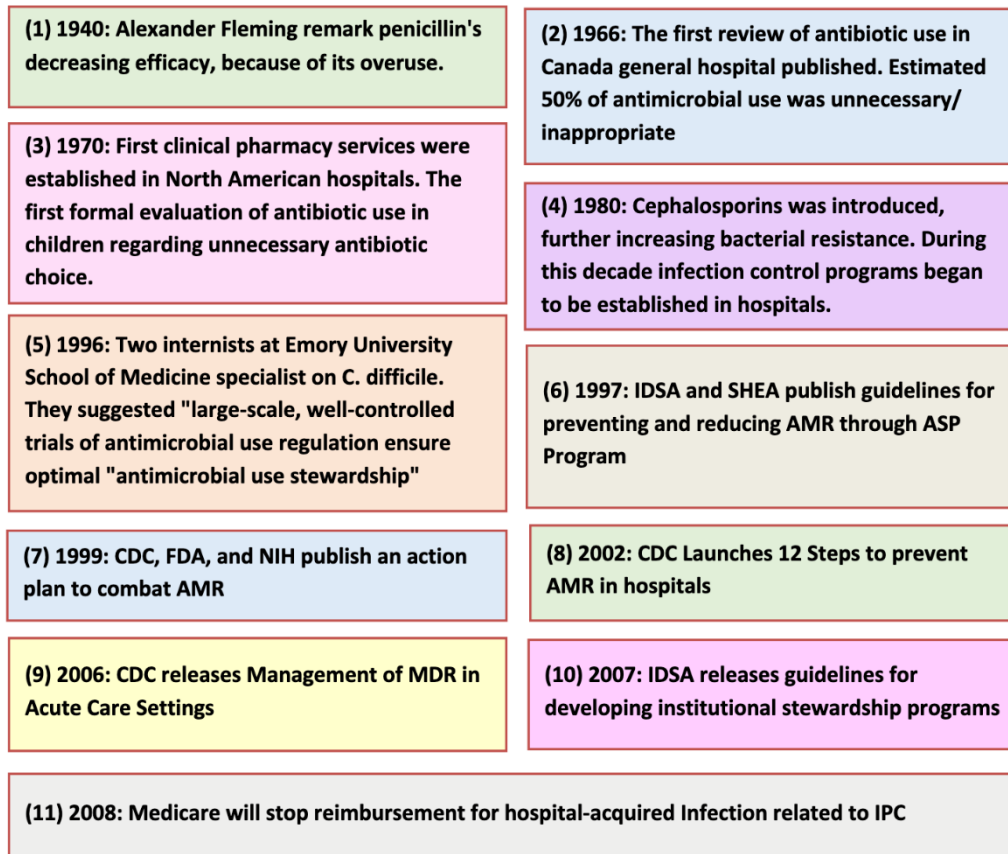 (1) 1940: Alexander Fleming remark penicillin's
decreasing efficacy, because of its overuse.
(2) 1966: The first review of antibiotic use in
Canada general hospital published. Estimated
50% of antimicrobial use was unnecessary/
inappropriate
(3) 1970: First clinical pharmacy services were
established in North American hospitals. The
first formal evaluation of antibiotic use in
children regarding unnecessary antibiotic
choice.
(4) 1980: Cephalosporins was introduced,
further increasing bacterial resistance. During
this decade infection control programs began
to be established in hospitals.
(5) 1996: Two internists at Emory University
School of Medicine specialist on C. difficile.
They suggested "large-scale, well-controlled
trials of antimicrobial use regulation ensure
optimal "antimicrobial use stewardship"
(6) 1997: IDSA and SHEA publish guidelines for
preventing and reducing AMR through ASP
Program
(7) 1999: CDC, FDA, and NIH publish an action
plan to combat AMR
(8) 2002: CDC Launches 12 Steps to prevent
AMR in hospitals
(9) 2006: CDC releases Management of MDR in
Acute Care Settings
(10) 2007: IDSA releases guidelines for
developing institutional stewardship programs
(11) 2008: Medicare will stop reimbursement for hospital-acquired Infection related to IPC